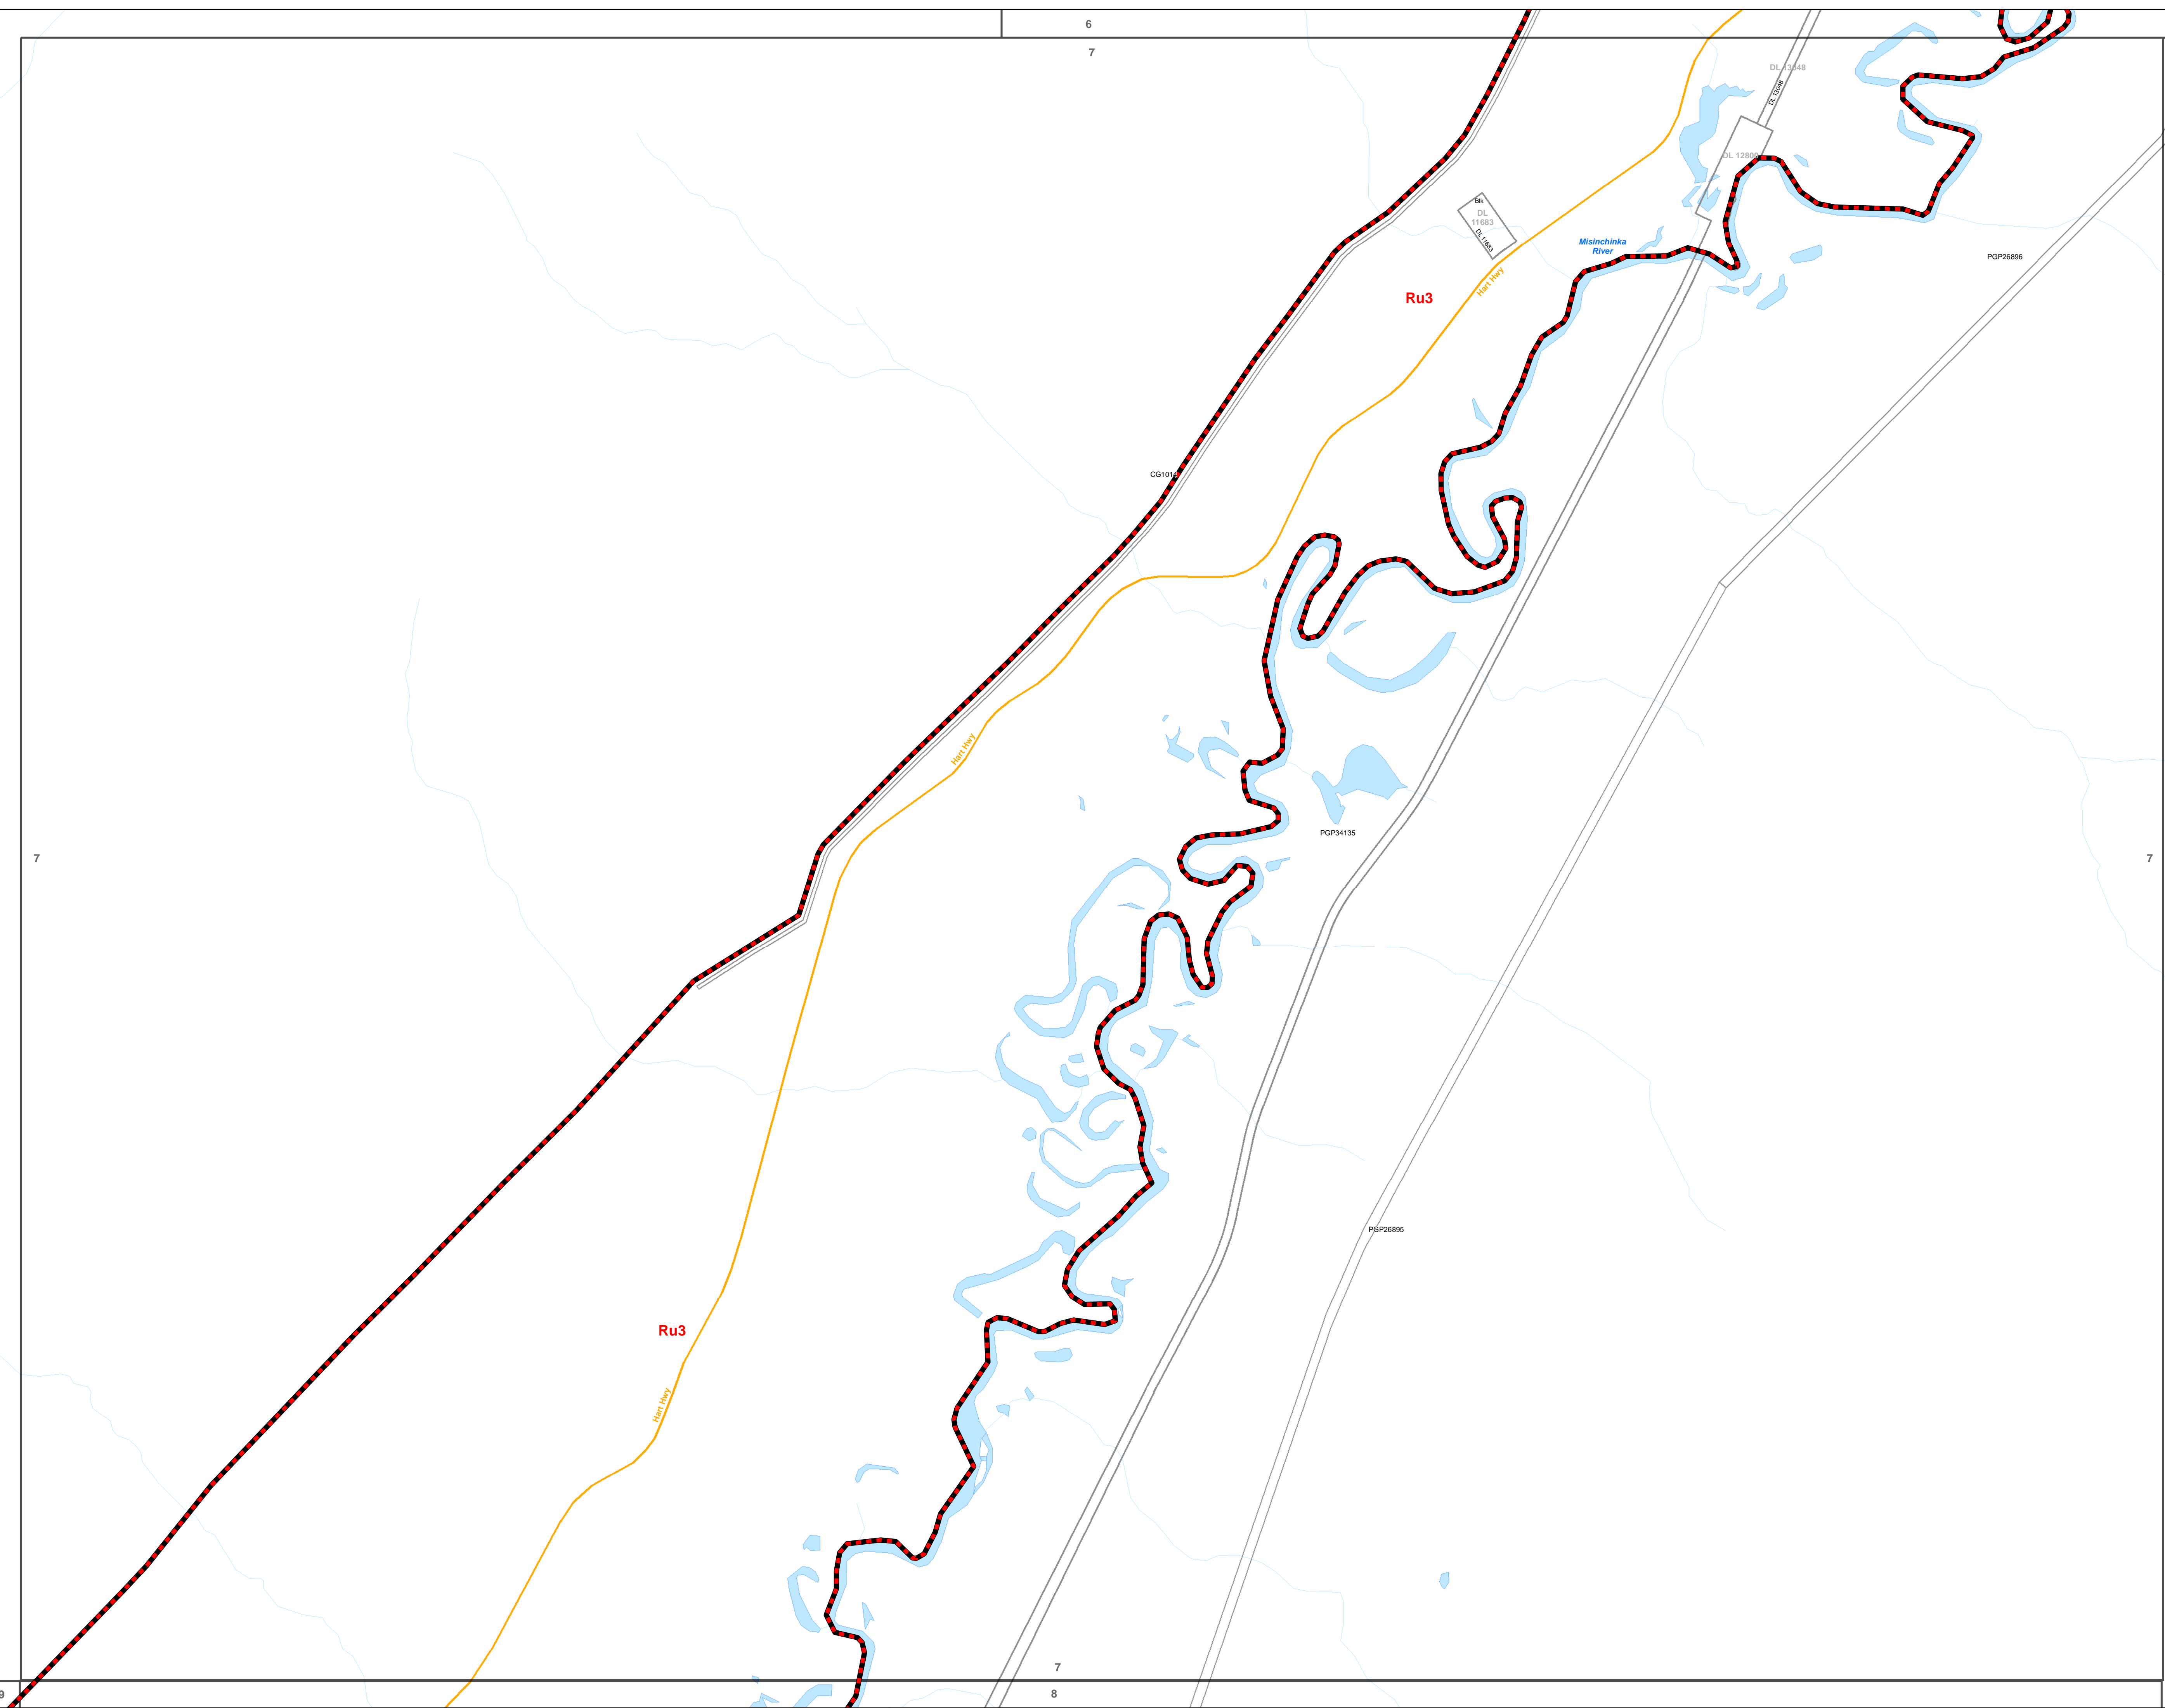 6
7
DL 13048
DL 13048
DL 12800
Blk
DL
11683
DL 11683
Misinchinka
River
PGP26896
Hart Hwy
Ru3
CG101
Hart Hwy
PGP34135
7
7
PGP26895
Ru3
Hart Hwy
7
8
9